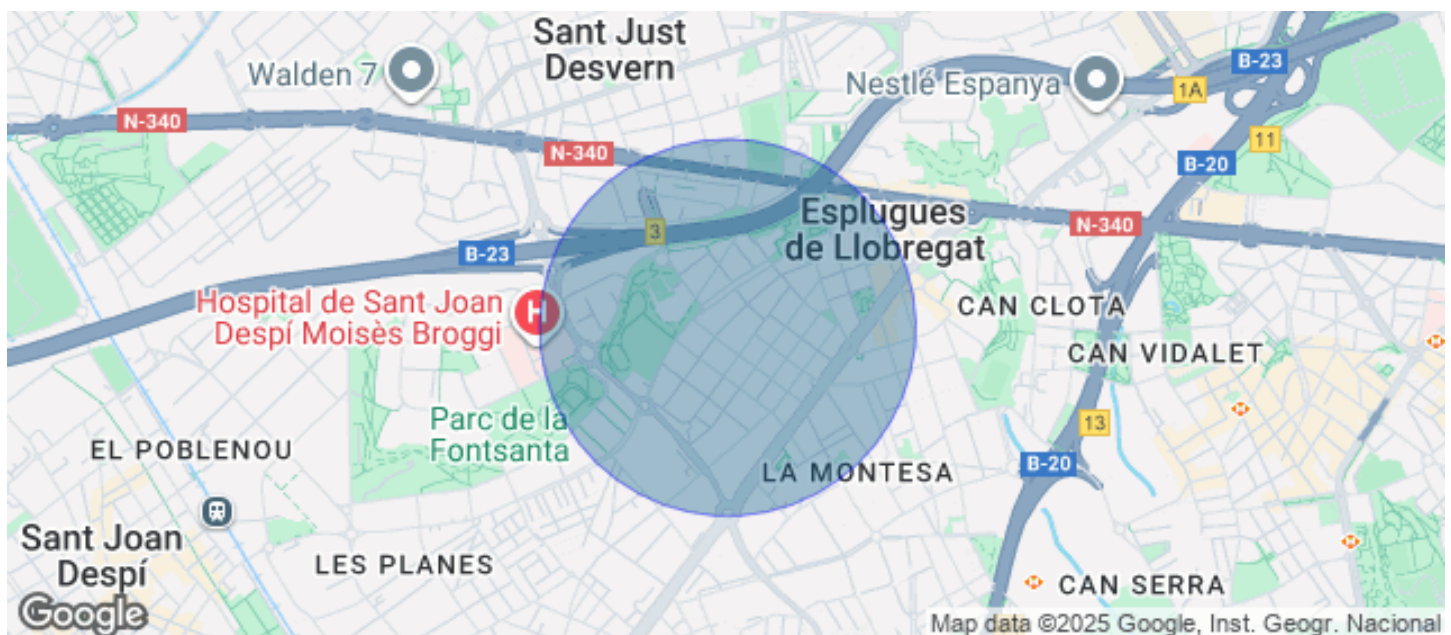 Sant Just
Desvern
Walden 7
Nestlé Espanya
B-23
1A
N-340
11
N-340
B-20
Esplugues
de Llobregat
N-340
3
B-23
Hospital de Sant Joan
Despí Moisès Broggi
H
CAN CLOTA
CAN VIDALET
Parc de la
Fontsanta
13
EL POBLENOU
LA MONTESA
B-20
Sant Joan
Despí
LES PLANES
CAN SERRA
Google
Map data ©2025 Google, Inst. Geogr. Nacional